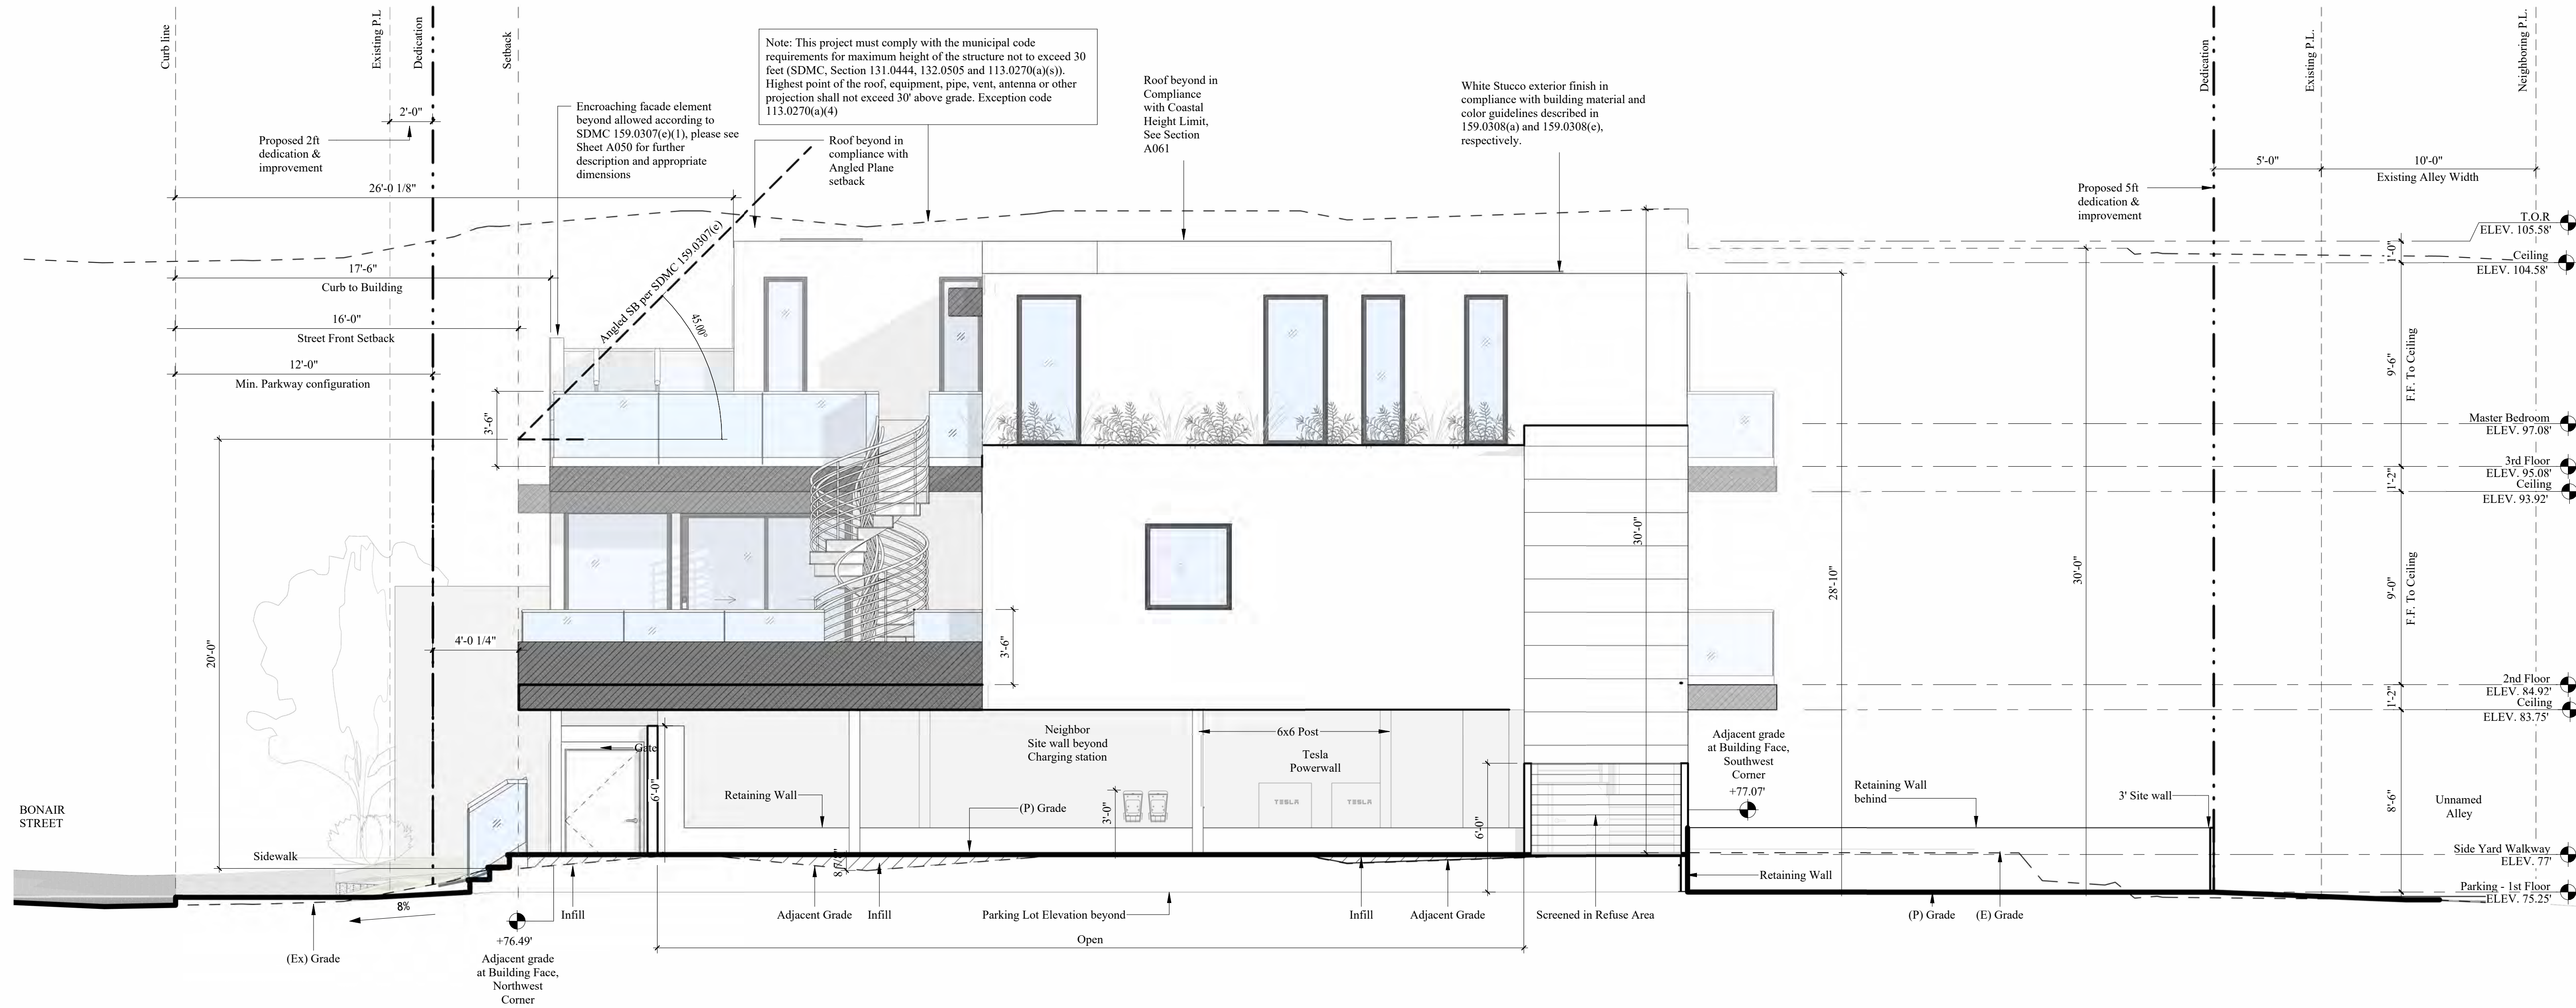 Curb line
Existing P.L
Dedication
Setback
Dedication
Existing P.L.
Neighboring P.L.
Note: This project must comply with the municipal code
requirements for maximum height of the structure not to exceed 30
feet (SDMC, Section 131.0444, 132.0505 and 113.0270(a)(s)).
Highest point of the roof, equipment, pipe, vent, antenna or other
projection shall not exceed 30' above grade. Exception code
113.0270(a)(4)
Encroaching facade element
beyond allowed according to
SDMC 159.0307(e)(1), please see
Sheet A050 for further
description and appropriate
dimensions
Roof beyond in
compliance with
Angled Plane
setback
Roof beyond in
Compliance
with Coastal
Height Limit,
See Section
A061
White Stucco exterior finish in
compliance with building material and
color guidelines described in
159.0308(a) and 159.0308(e),
respectively.
2'-0"
Proposed 2ft
dedication &
improvement
26'-0 1/8"
17'-6"
Curb to Building
16'-0"
Street Front Setback
12'-0"
Min. Parkway configuration
Angled SB per SDMC 159.0307(e)
45.00°
3'-6"
20'-0"
4'-0 1/4"
3'-6"
30'-0"
28'-10"
30'-0"
5'-0"
10'-0"
Existing Alley Width
Proposed 5ft
dedication &
improvement
T.O.R
ELEV. 105.58'
1'-0"
Ceiling
ELEV. 104.58'
9'-6"
F.F. To Ceiling
Master Bedroom
ELEV. 97.08'
3rd Floor
ELEV. 95.08'
1'-2"
Ceiling
ELEV. 93.92'
9'-0"
F.F. To Ceiling
2nd Floor
ELEV. 84.92'
1'-2"
Ceiling
ELEV. 83.75'
8'-6"
Unnamed
Alley
Side Yard Walkway
ELEV. 77'
Parking - 1st Floor
ELEV. 75.25'
BONAIR
STREET
Sidewalk
Gate
6'-0"
Retaining Wall
Neighbor
Site wall beyond
Charging station
(P) Grade
3'-0"
6x6 Post
Tesla
Powerwall
TESLA
TESLA
6'-0"
Adjacent grade
at Building Face,
Southwest
Corner
+77.07'
Retaining Wall
behind
3' Site wall
Retaining Wall
8%
(Ex) Grade
+76.49'
Adjacent grade
at Building Face,
Northwest
Corner
Infill
Adjacent Grade
Infill
Parking Lot Elevation beyond
Infill
Adjacent Grade
Screened in Refuse Area
(P) Grade
(E) Grade
Open